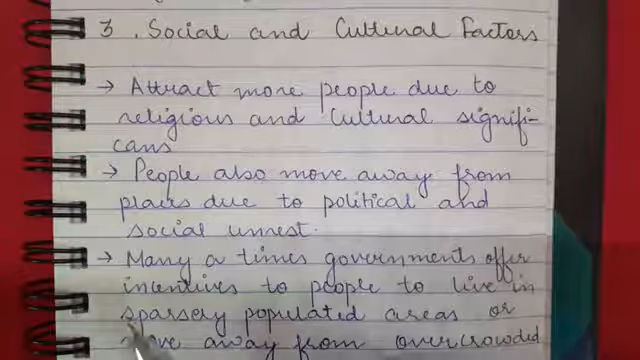 3. Social and Cultural Factors
→ Attract more people due to
religious and Cultural signifi-
cans
→ People also move away from
places due to political and
social unrest.
→ Many a times governments offer
incentives to people to live in
sparsely populated areas or
move away from overcrowded